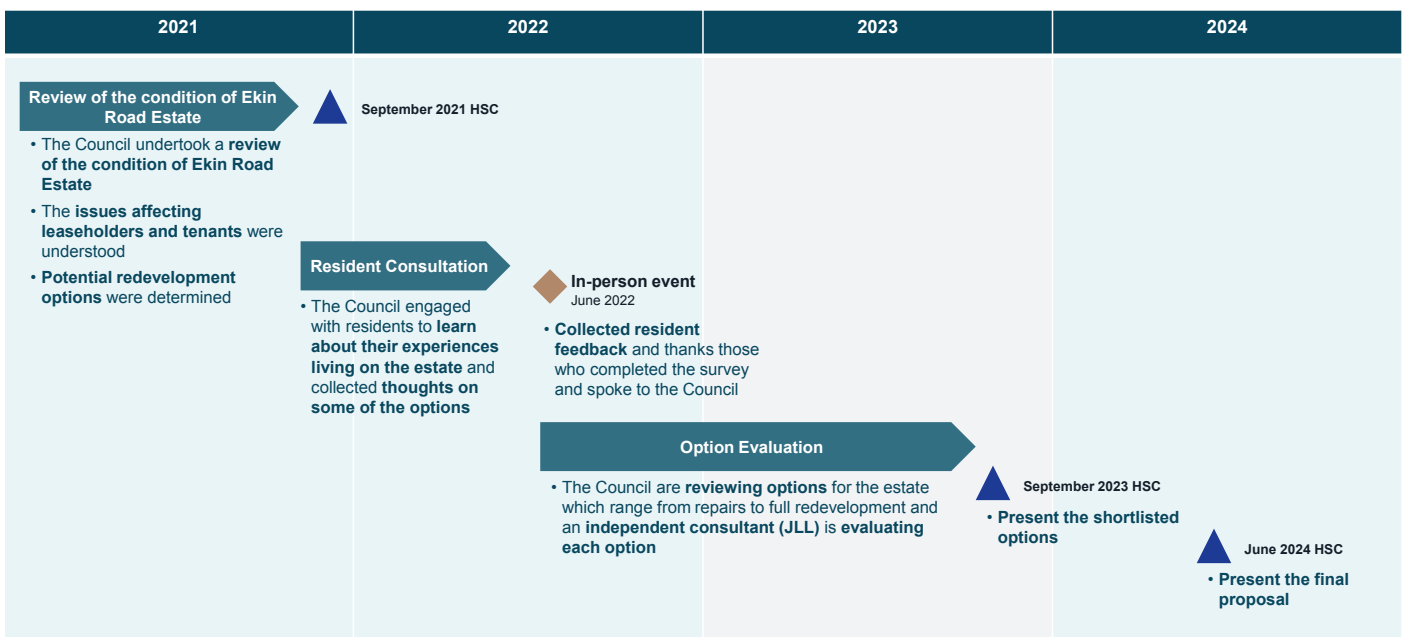 2021
2022
2023
2024
Review of the condition of Ekin
Road Estate
September 2021 HSC
• The Council undertook a review
of the condition of Ekin Road
Estate
• The issues affecting
leaseholders and tenants were
understood
• Potential redevelopment
options were determined
Resident Consultation
• The Council engaged
with residents to learn
about their experiences
living on the estate and
collected thoughts on
some of the options
In-person event
June 2022
• Collected resident
feedback and thanks those
who completed the survey
and spoke to the Council
Option Evaluation
• The Council are reviewing options for the estate
which range from repairs to full redevelopment and
an independent consultant (JLL) is evaluating
each option
September 2023 HSC
• Present the shortlisted
options
June 2024 HSC
• Present the final
proposal